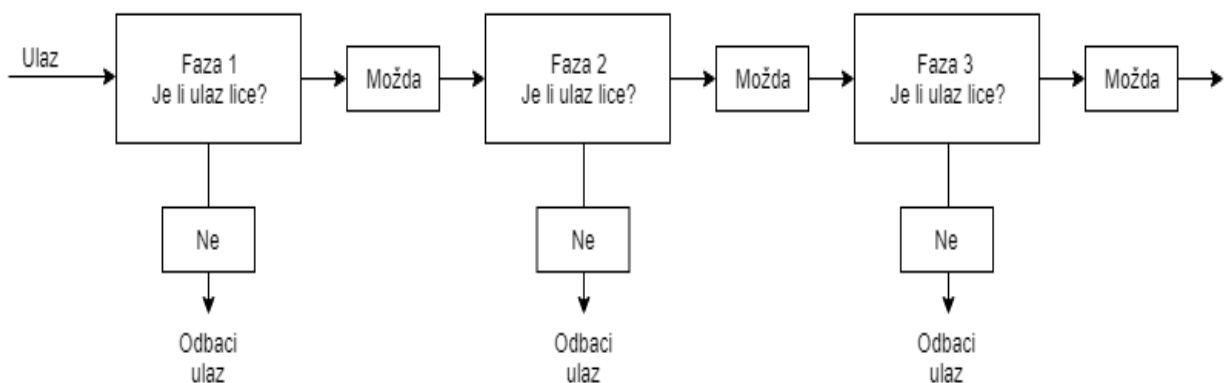 Ulaz
Faza 1
Je li ulaz lice?
Možda
Faza 2
Je li ulaz lice?
Možda
Faza 3
Je li ulaz lice?
Možda
Ne
Ne
Ne
Odbaci
ulaz
Odbaci
ulaz
Odbaci
ulaz